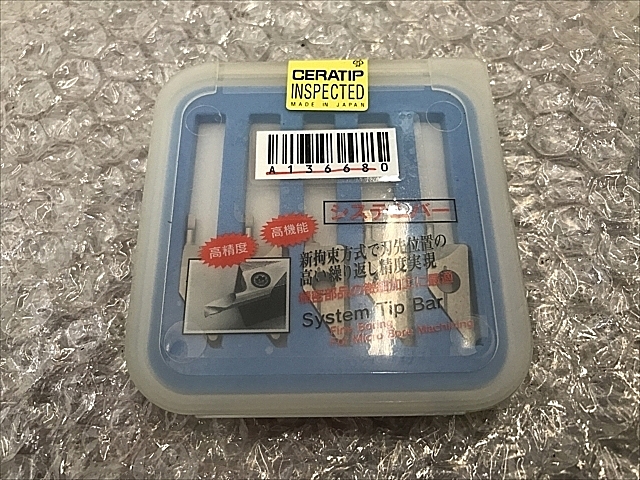 CERATIP
INSPECTED
MADE IN JAPAN
A136680
システムバー
高精度
高機能
新拘束方式で刃先位置の
高い繰り返し精度実現
System Tip Bar
Fine Boring